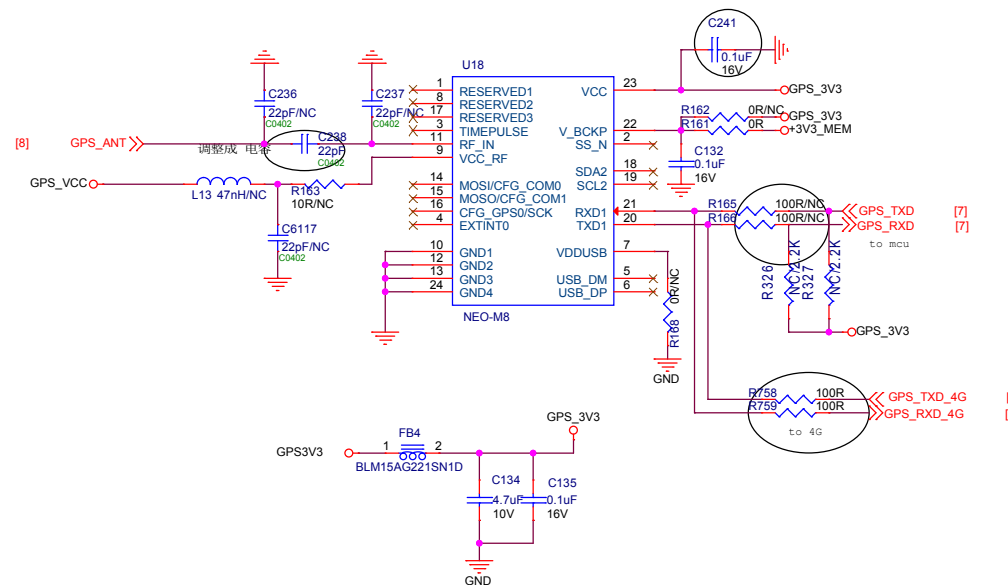 C241
0.1uF
16V
U18
23
VCC
GPS_3V3
1
RESERVED1
8
RESERVED2
17
RESERVED3
3
TIMEPULSE
11
RF_IN
9
VCC_RF
14
MOSI/CFG_COM0
15
MOSO/CFG_COM1
16
CFG_GPS0/SCK
4
EXTINT0
10
GND1
12
GND2
13
GND3
24
GND4
NEO-M8
22
V_BCKP
2
SS_N
18
SDA2
19
SCL2
21
RXD1
20
TXD1
7
VDDUSB
5
USB_DM
6
USB_DP
C236
22pF/NC
C0402
C237
22pF/NC
C0402
C238
22pF
C0402
调整成 电容
[8]
GPS_ANT
GPS_VCC
L13 47nH/NC
R163
10R/NC
C6117
22pF/NC
C0402
R162
0R/NC
GPS_3V3
R161
0R
+3V3_MEM
C132
0.1uF
16V
R165
100R/NC
GPS_TXD
[7]
R166
100R/NC
GPS_RXD
[7]
to mcu
R326
NC/2.2K
R327
NC/2.2K
GPS_3V3
R168
0R/NC
GND
R758
100R
GPS_TXD_4G
[
R759
100R
GPS_RXD_4G
[
to 4G
GPS3V3
1
FB4
2
BLM15AG221SN1D
GPS_3V3
C134
4.7uF
10V
C135
0.1uF
16V
GND